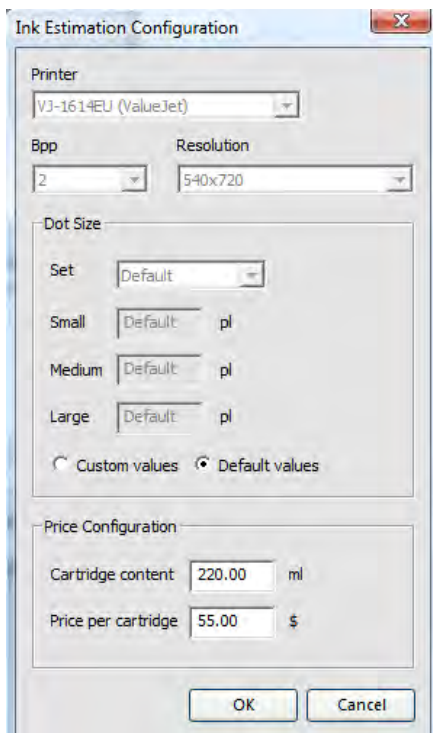 Ink Estimation Configuration
Printer
VJ-1614EU (ValueJet)
Bpp Resolution
2 540x720
Dot Size
Set Default
Small Default pl
Medium Default pl
Large Default pl
Custom values Default values
Price Configuration
Cartridge content 220.00 ml
Price per cartridge 55.00 $
OK Cancel